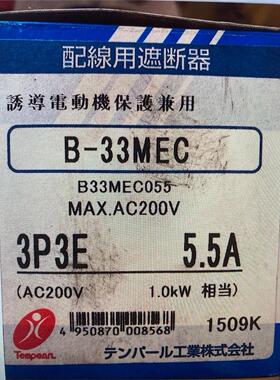 配線用遮断器
誘導電動機保護兼用
B-33MEC
B33MEC055
MAX.AC200V
3P3E 5.5A
(AC200V 1.0kW 相当)
Tempearl
4 950870 008568
1509K
テンパール工業株式会社